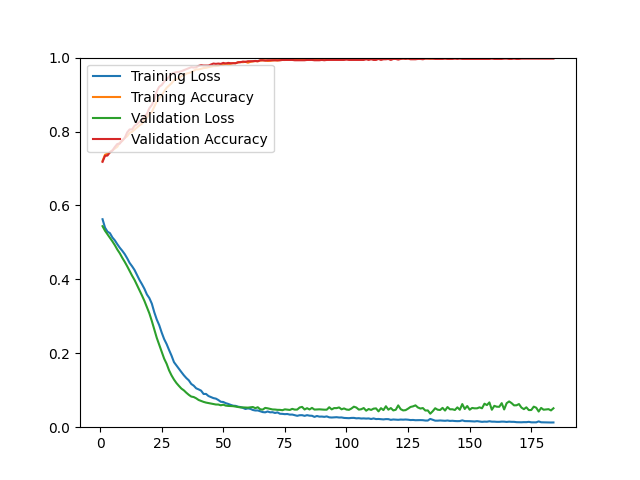 1.0
0.8
0.6
0.4
0.2
0.0
Training Loss
Training Accuracy
Validation Loss
Validation Accuracy
0 25 50 75 100 125 150 175